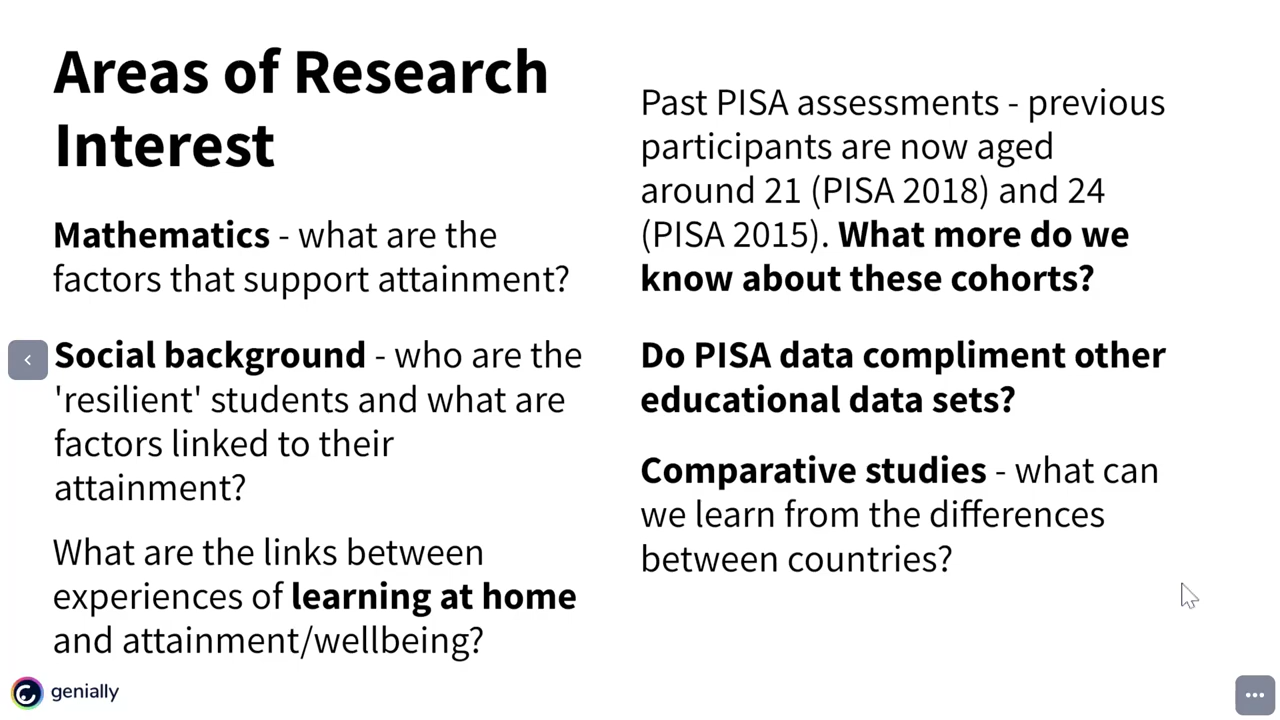 Areas of Research
Interest
Mathematics - what are the
factors that support attainment?
Social background - who are the
'resilient' students and what are
factors linked to their
attainment?
What are the links between
experiences of learning at home
and attainment/wellbeing?
Past PISA assessments - previous
participants are now aged
around 21 (PISA 2018) and 24
(PISA 2015). What more do we
know about these cohorts?
Do PISA data compliment other
educational data sets?
Comparative studies - what can
we learn from the differences
between countries?
genially